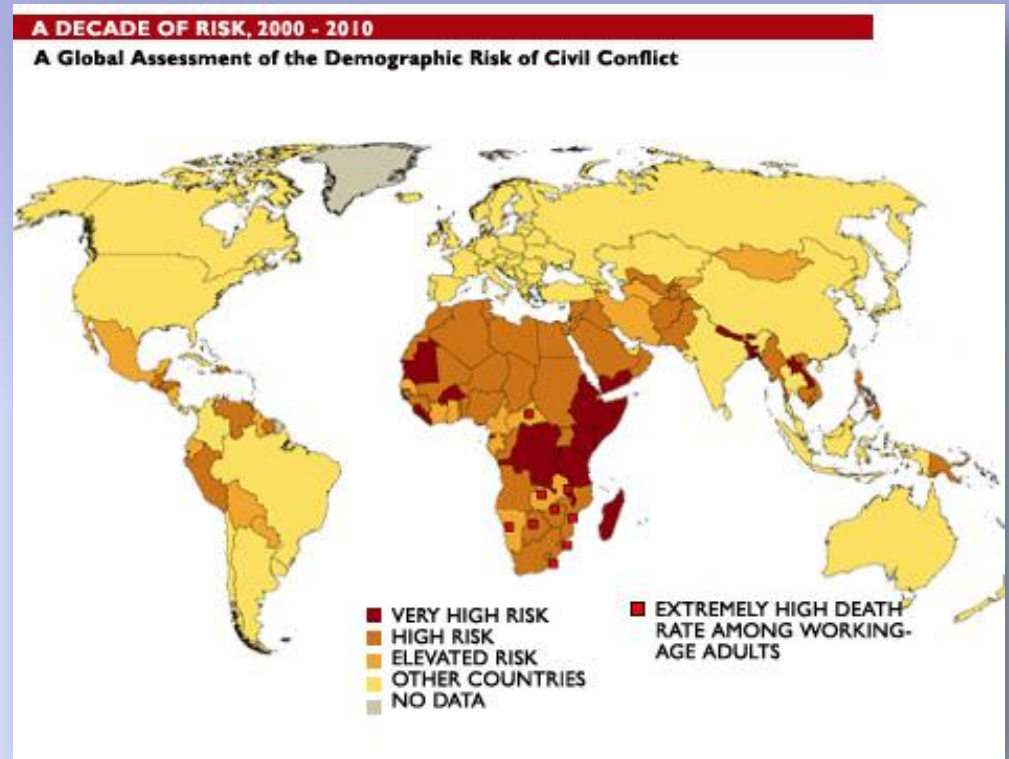 A DECADE OF RISK, 2000 - 2010
A Global Assessment of the Demographic Risk of Civil Conflict
VERY HIGH RISK
HIGH RISK
ELEVATED RISK
OTHER COUNTRIES
NO DATA
EXTREMELY HIGH DEATH
RATE AMONG WORKING-
AGE ADULTS